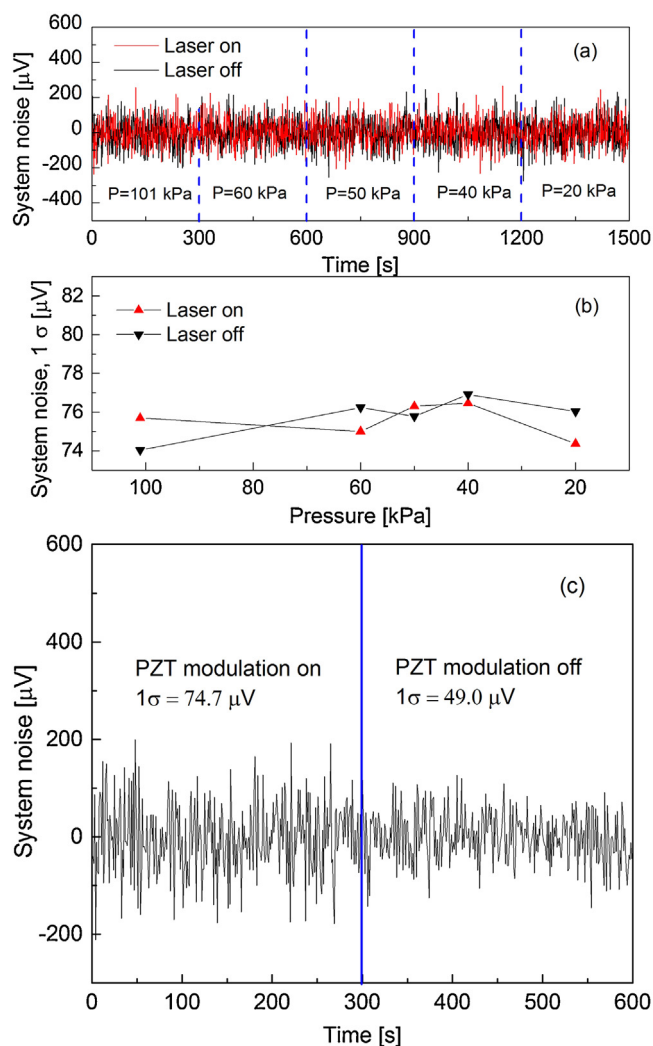 600
400
200
0
-200
-400
System noise [μV]
Laser on
Laser off
(a)
P=101 kPa P=60 kPa P=50 kPa P=40 kPa P=20 kPa
0 300 600 900 1200 1500
Time [s]
82
80
78
76
74
System noise, 1 σ [μV]
Laser on
Laser off
(b)
100 80 60 40 20
Pressure [kPa]
600
400
200
0
-200
System noise [μV]
(c)
PZT modulation on
1σ = 74.7 μV
PZT modulation off
1σ = 49.0 μV
0 100 200 300 400 500 600
Time [s]